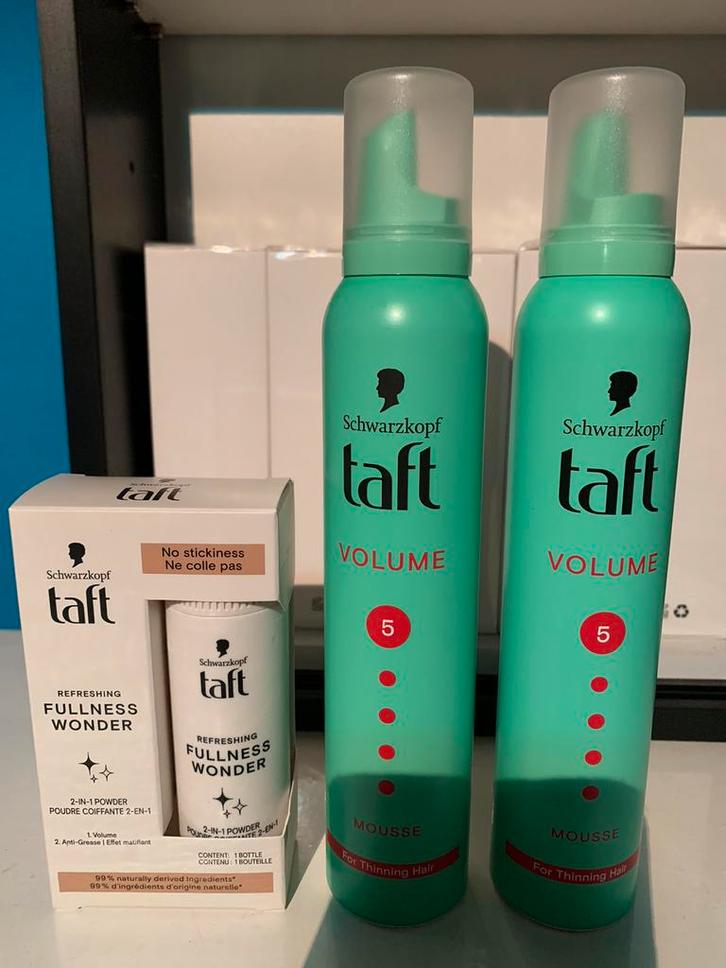 taft
No stickiness
Ne colle pas
Schwarzkopf
taft
REFRESHING
FULLNESS
WONDER
2-IN-1 POWDER
POUDRE COIFFANTE 2-EN-1
1. Volume
2. Anti-Grease | Effet matifiant
CONTENT: 1 BOTTLE
CONTENU: 1 BOUTEILLE
99% naturally derived ingredients*
99% d'ingrédients d'origine naturelle*
Schwarzkopf
taft
REFRESHING
FULLNESS
WONDER
2-IN-1 POWDER
POUDRE COIFFANTE 2-EN-1
Schwarzkopf
taft
VOLUME
5
MOUSSE
For Thinning Hair
Schwarzkopf
taft
VOLUME
5
MOUSSE
For Thinning Hair